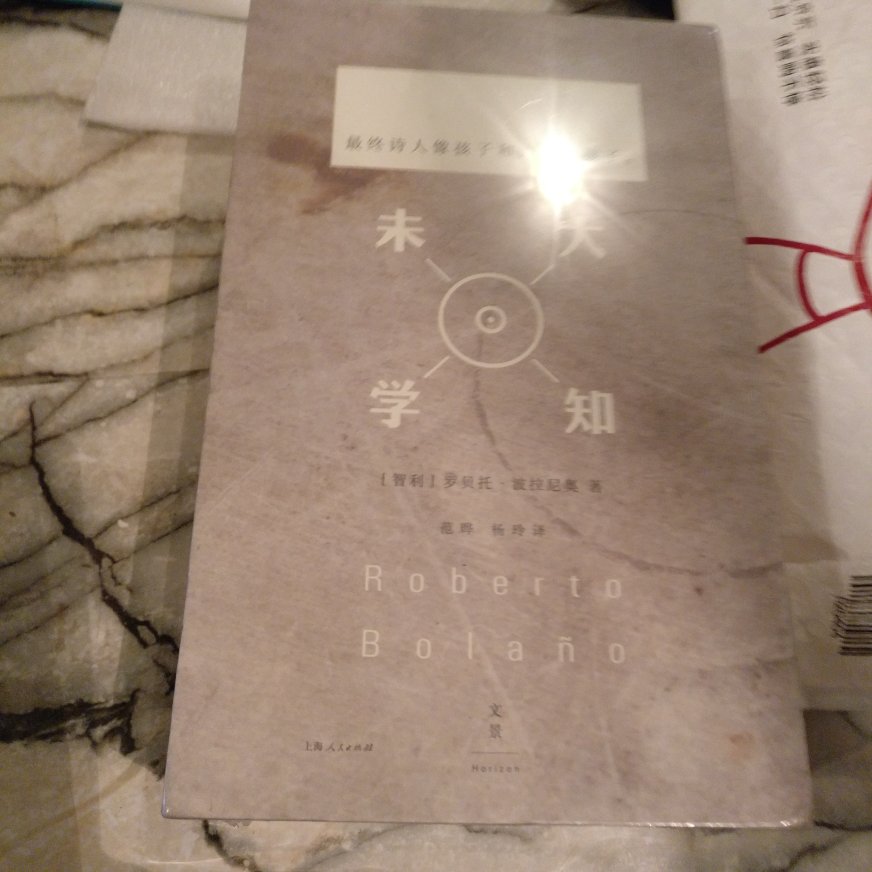 最终诗人像孩子
未 大
学 知
[智利] 罗贝托·波拉尼奥 著
范晔 杨玲 译
Roberto
Bolaño
文
景
上海人民出版社
Horizon